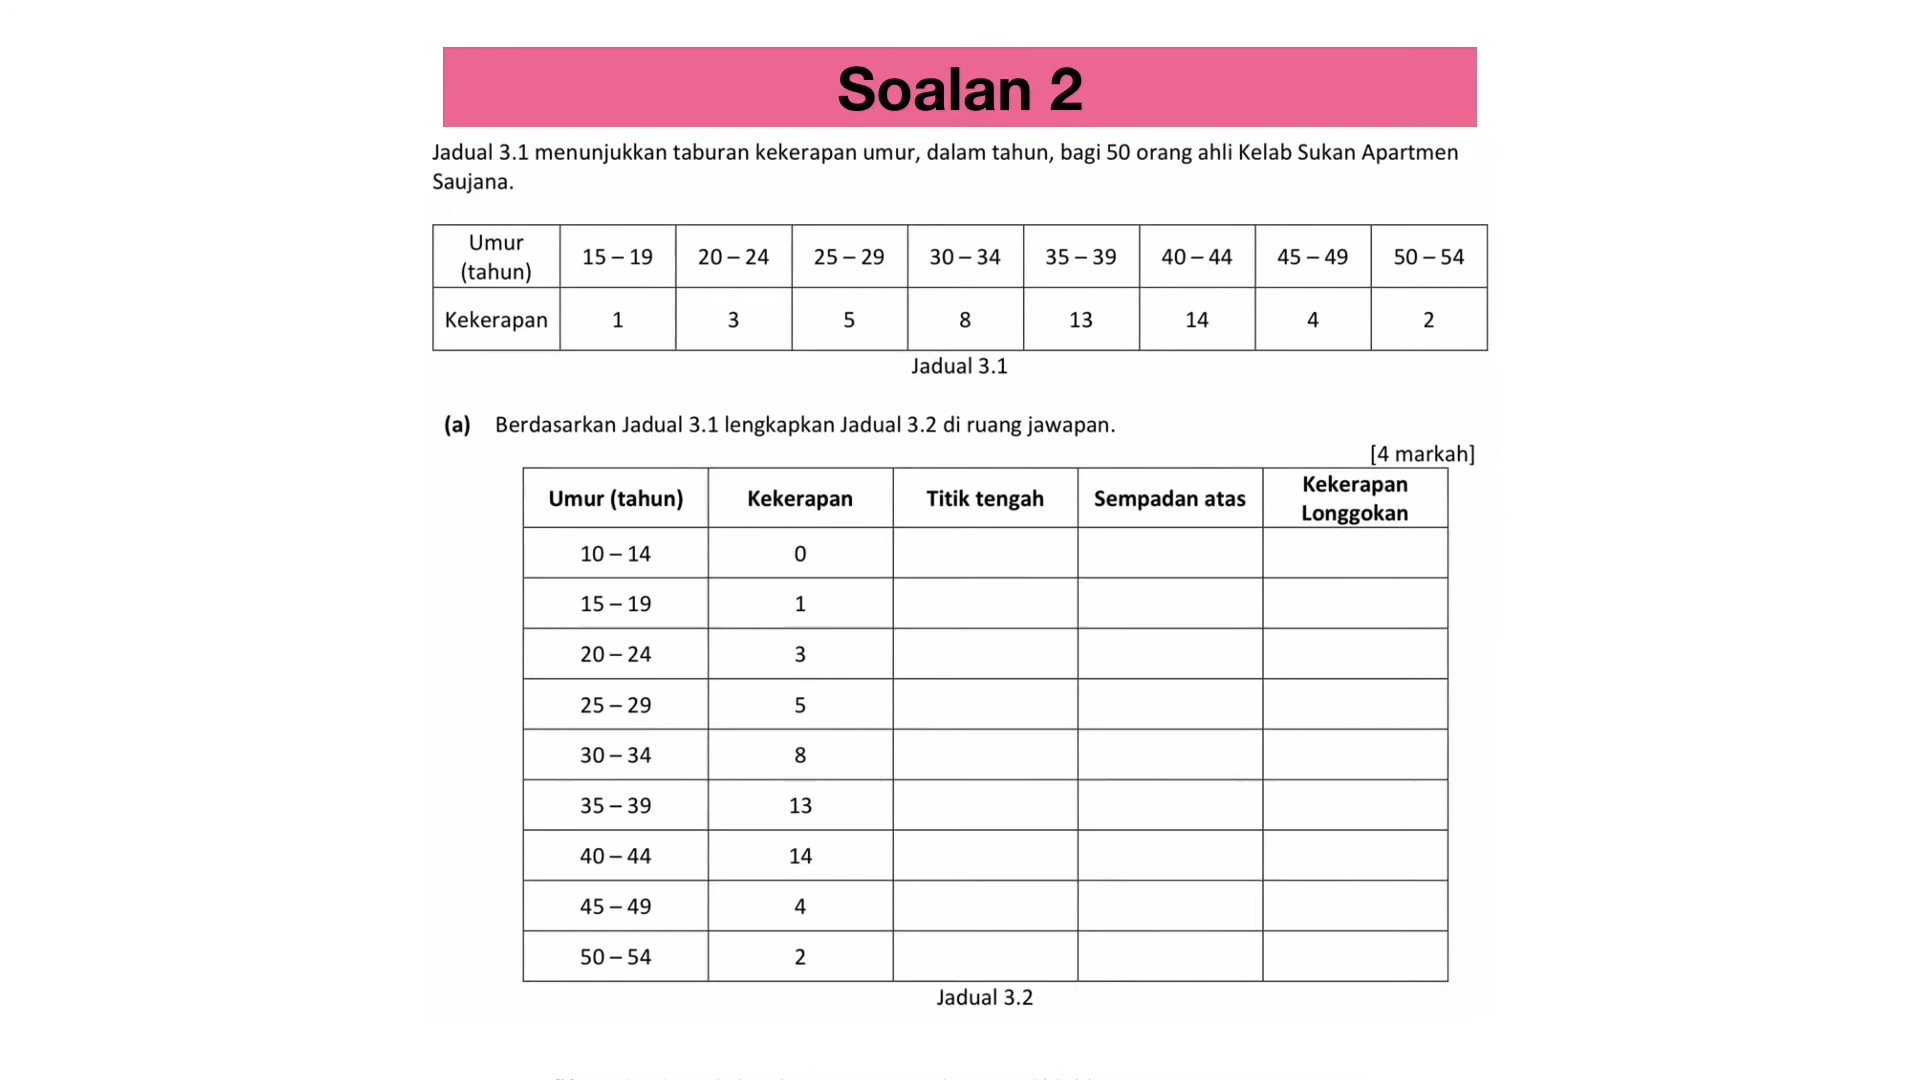 Soalan 2
Jadual 3.1 menunjukkan taburan kekerapan umur, dalam tahun, bagi 50 orang ahli Kelab Sukan Apartmen
Saujana.
Umur (tahun) 15 – 19 20 – 24 25 – 29 30 – 34 35 – 39 40 – 44 45 – 49 50 – 54
Kekerapan 1 3 5 8 13 14 4 2
Jadual 3.1
(a) Berdasarkan Jadual 3.1 lengkapkan Jadual 3.2 di ruang jawapan.
[4 markah]
Umur (tahun) Kekerapan Titik tengah Sempadan atas Kekerapan Longgokan
10 – 14 0
15 – 19 1
20 – 24 3
25 – 29 5
30 – 34 8
35 – 39 13
40 – 44 14
45 – 49 4
50 – 54 2
Jadual 3.2